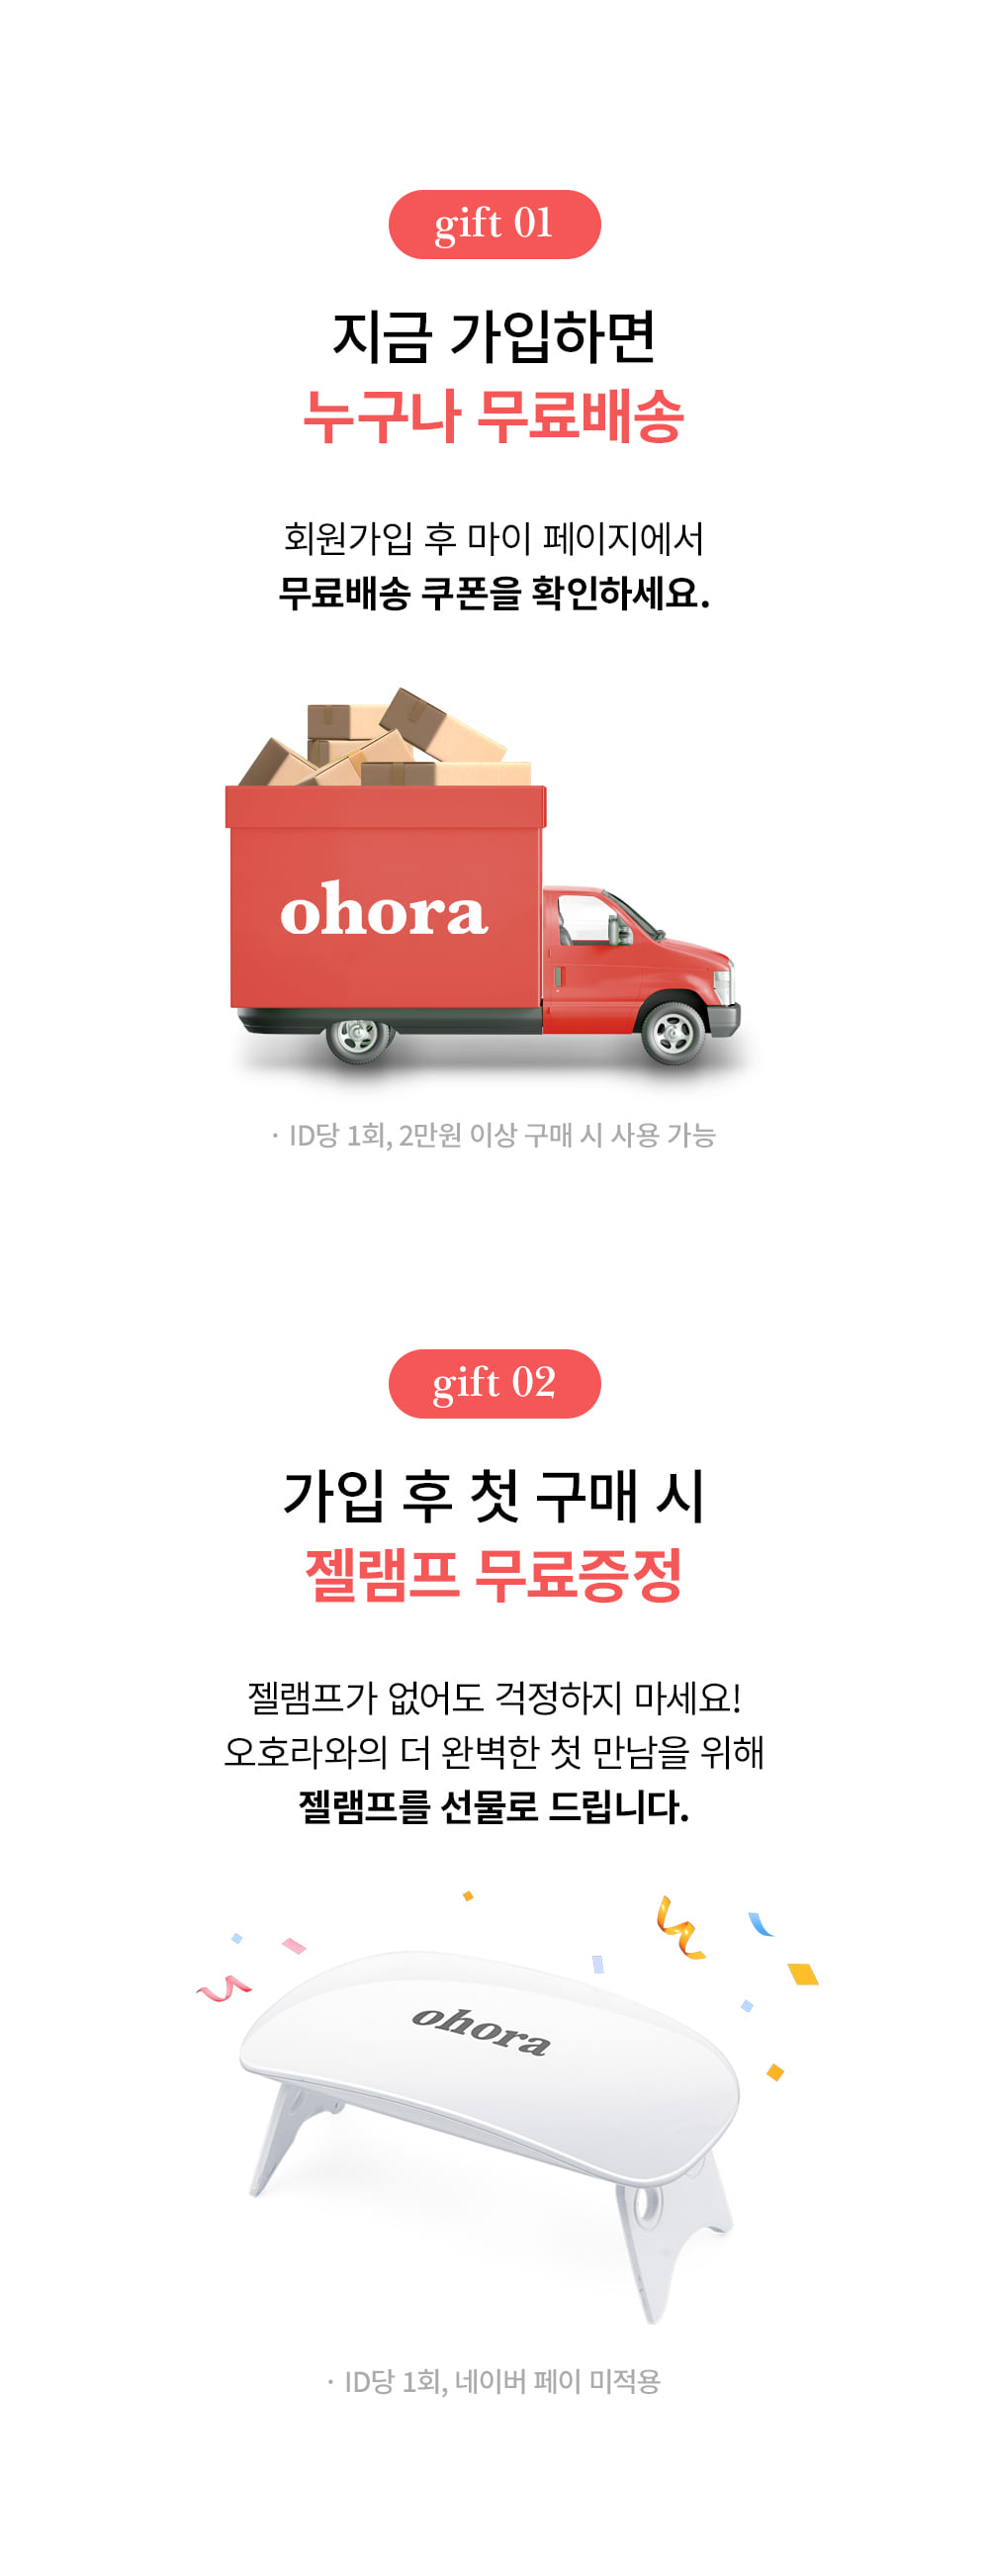 gift 01
지금 가입하면
누구나 무료배송
회원가입 후 마이 페이지에서
무료배송 쿠폰을 확인하세요.
ohora
· ID당 1회, 2만원 이상 구매 시 사용 가능
gift 02
가입 후 첫 구매 시
젤램프 무료증정
젤램프가 없어도 걱정하지 마세요!
오호라와의 더 완벽한 첫 만남을 위해
젤램프를 선물로 드립니다.
ohora
· ID당 1회, 네이버 페이 미적용